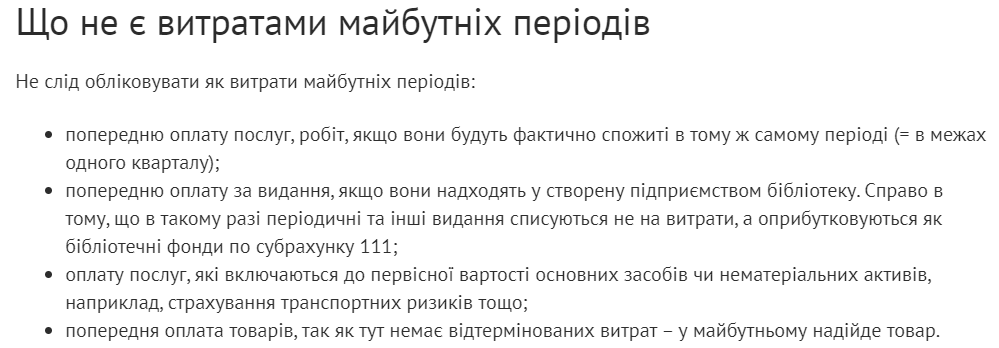 Що не є витратами майбутніх періодів
Не слід обліковувати як витрати майбутніх періодів:
• попередню оплату послуг, робіт, якщо вони будуть фактично спожиті в тому ж самому періоді (= в межах
одного кварталу);
• попередню оплату за видання, якщо вони надходять у створену підприємством бібліотеку. Справо в
тому, що в такому разі періодичні та інші видання списуються не на витрати, а оприбутковуються як
бібліотечні фонди по субрахунку 111;
• оплату послуг, які включаються до первісної вартості основних засобів чи нематеріальних активів,
наприклад, страхування транспортних ризиків тощо;
• попередня оплата товарів, так як тут немає відтермінованих витрат – у майбутньому надійде товар.